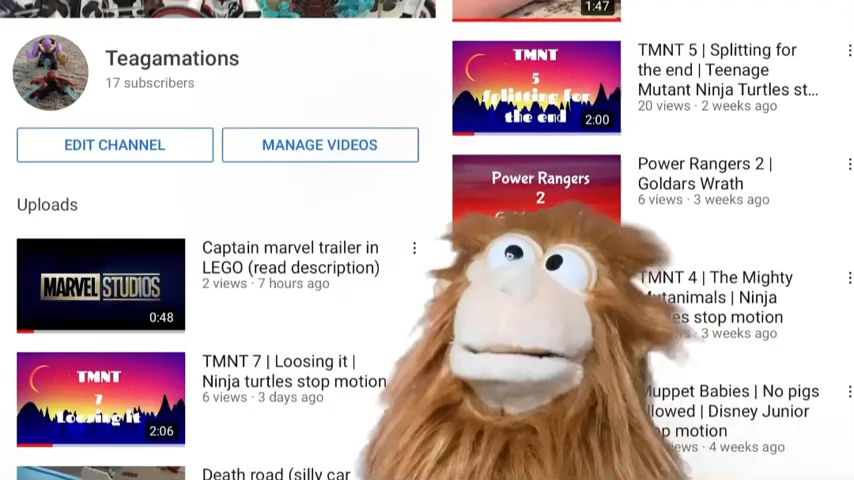 Teagamations
17 subscribers
EDIT CHANNEL
MANAGE VIDEOS
Uploads
MARVEL STUDIOS
0:48
Captain marvel trailer in
LEGO (read description)
2 views · 7 hours ago
TMNT
7
Loosing it
2:06
TMNT 7 | Loosing it |
Ninja turtles stop motion
6 views · 3 days ago
Death road (silly car
1:47
TMNT
5
Splitting for
the end
2:00
TMNT 5 | Splitting for
the end | Teenage
Mutant Ninja Turtles st...
20 views · 2 weeks ago
Power Rangers
2
Power Rangers 2 |
Goldars Wrath
6 views · 3 weeks ago
TMNT 4 | The Mighty
Mutanimals | Ninja
es stop motion
3 weeks ago
Muppet Babies | No pigs
llowed | Disney Junior
op motion
ews · 4 weeks ago